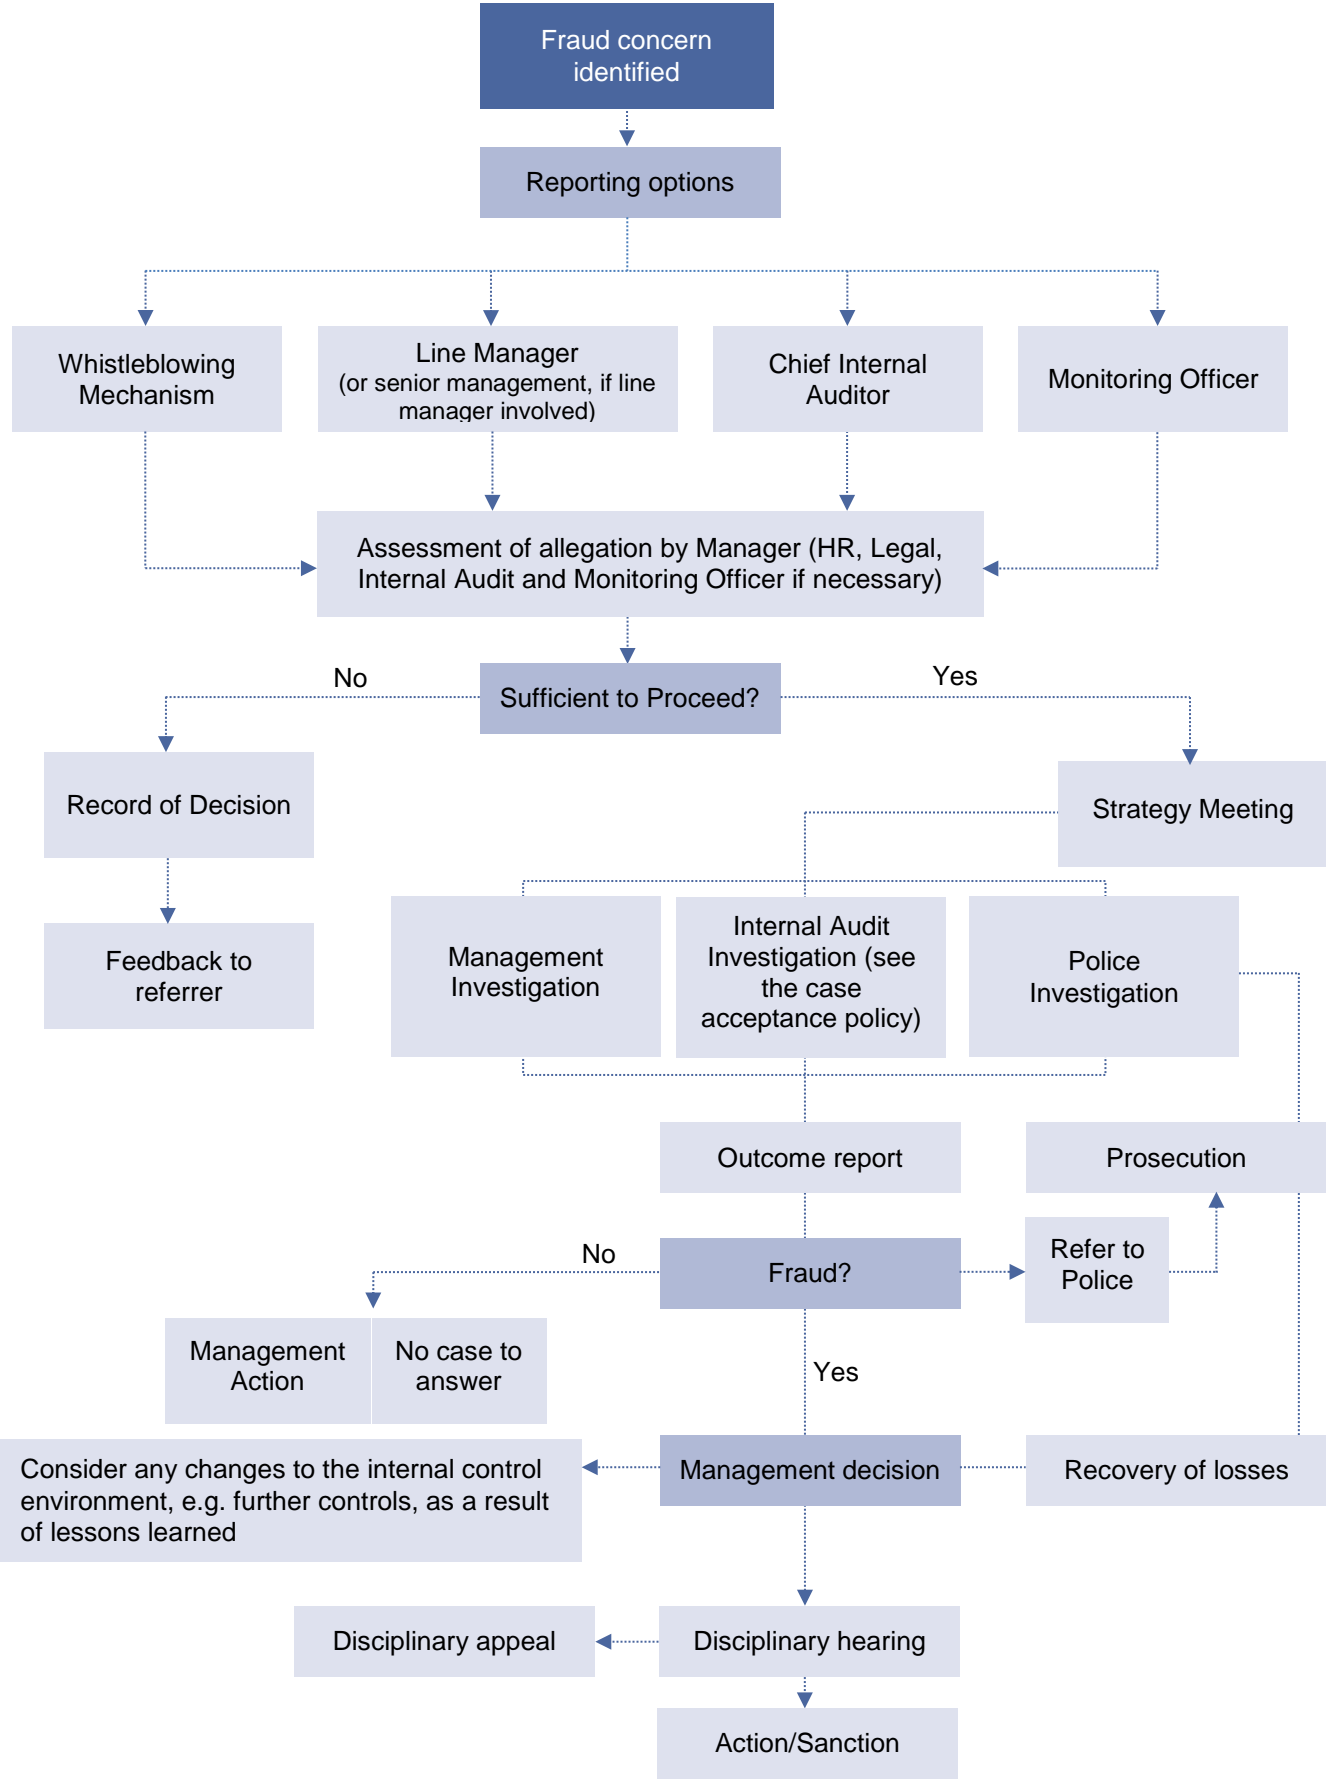 Fraud concern
identified
Reporting options
Whistleblowing
Mechanism
Line Manager
(or senior management, if line
manager involved)
Chief Internal
Auditor
Monitoring Officer
Assessment of allegation by Manager (HR, Legal,
Internal Audit and Monitoring Officer if necessary)
No
Sufficient to Proceed?
Yes
Record of Decision
Strategy Meeting
Feedback to
referrer
Management
Investigation
Internal Audit
Investigation (see
the case
acceptance policy)
Police
Investigation
Outcome report
Prosecution
No
Fraud?
Refer to
Police
Management
Action
No case to
answer
Yes
Consider any changes to the internal control
environment, e.g. further controls, as a result
of lessons learned
Management decision
Recovery of losses
Disciplinary appeal
Disciplinary hearing
Action/Sanction